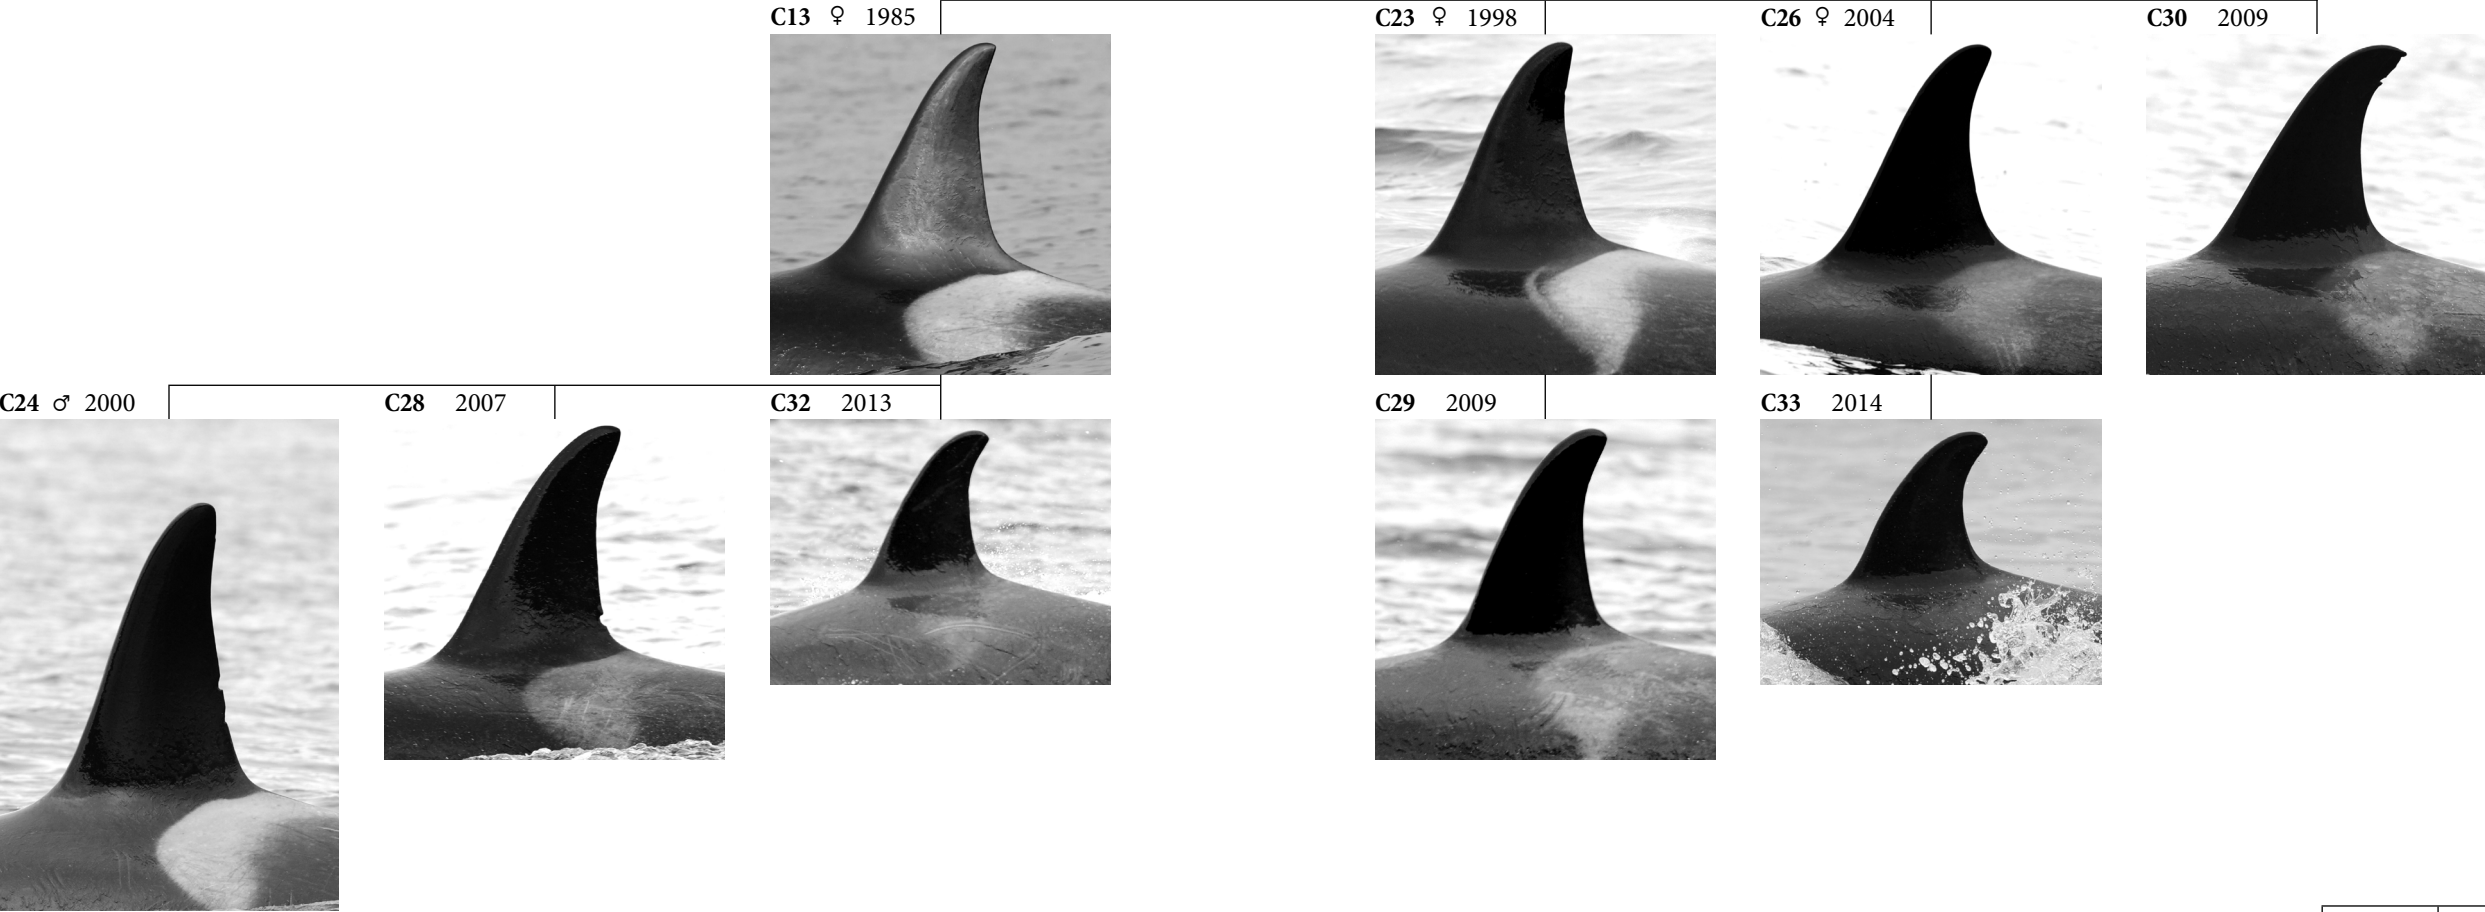 C13 ♀ 1985
C23 ♀ 1998
C26 ♀ 2004
C30 2009
C24 ♂ 2000
C28 2007
C32 2013
C29 2009
C33 2014